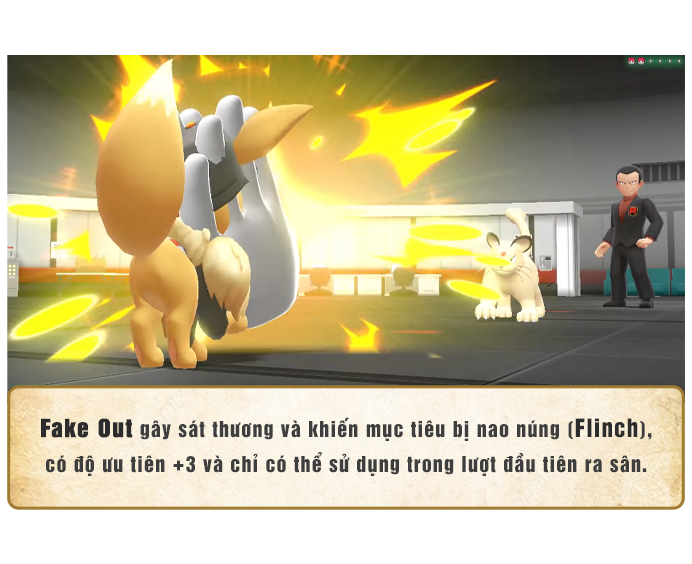 Fake Out gây sát thương và khiến mục tiêu bị nao núng (Flinch),
có độ ưu tiên +3 và chỉ có thể sử dụng trong lượt đầu tiên ra sân.